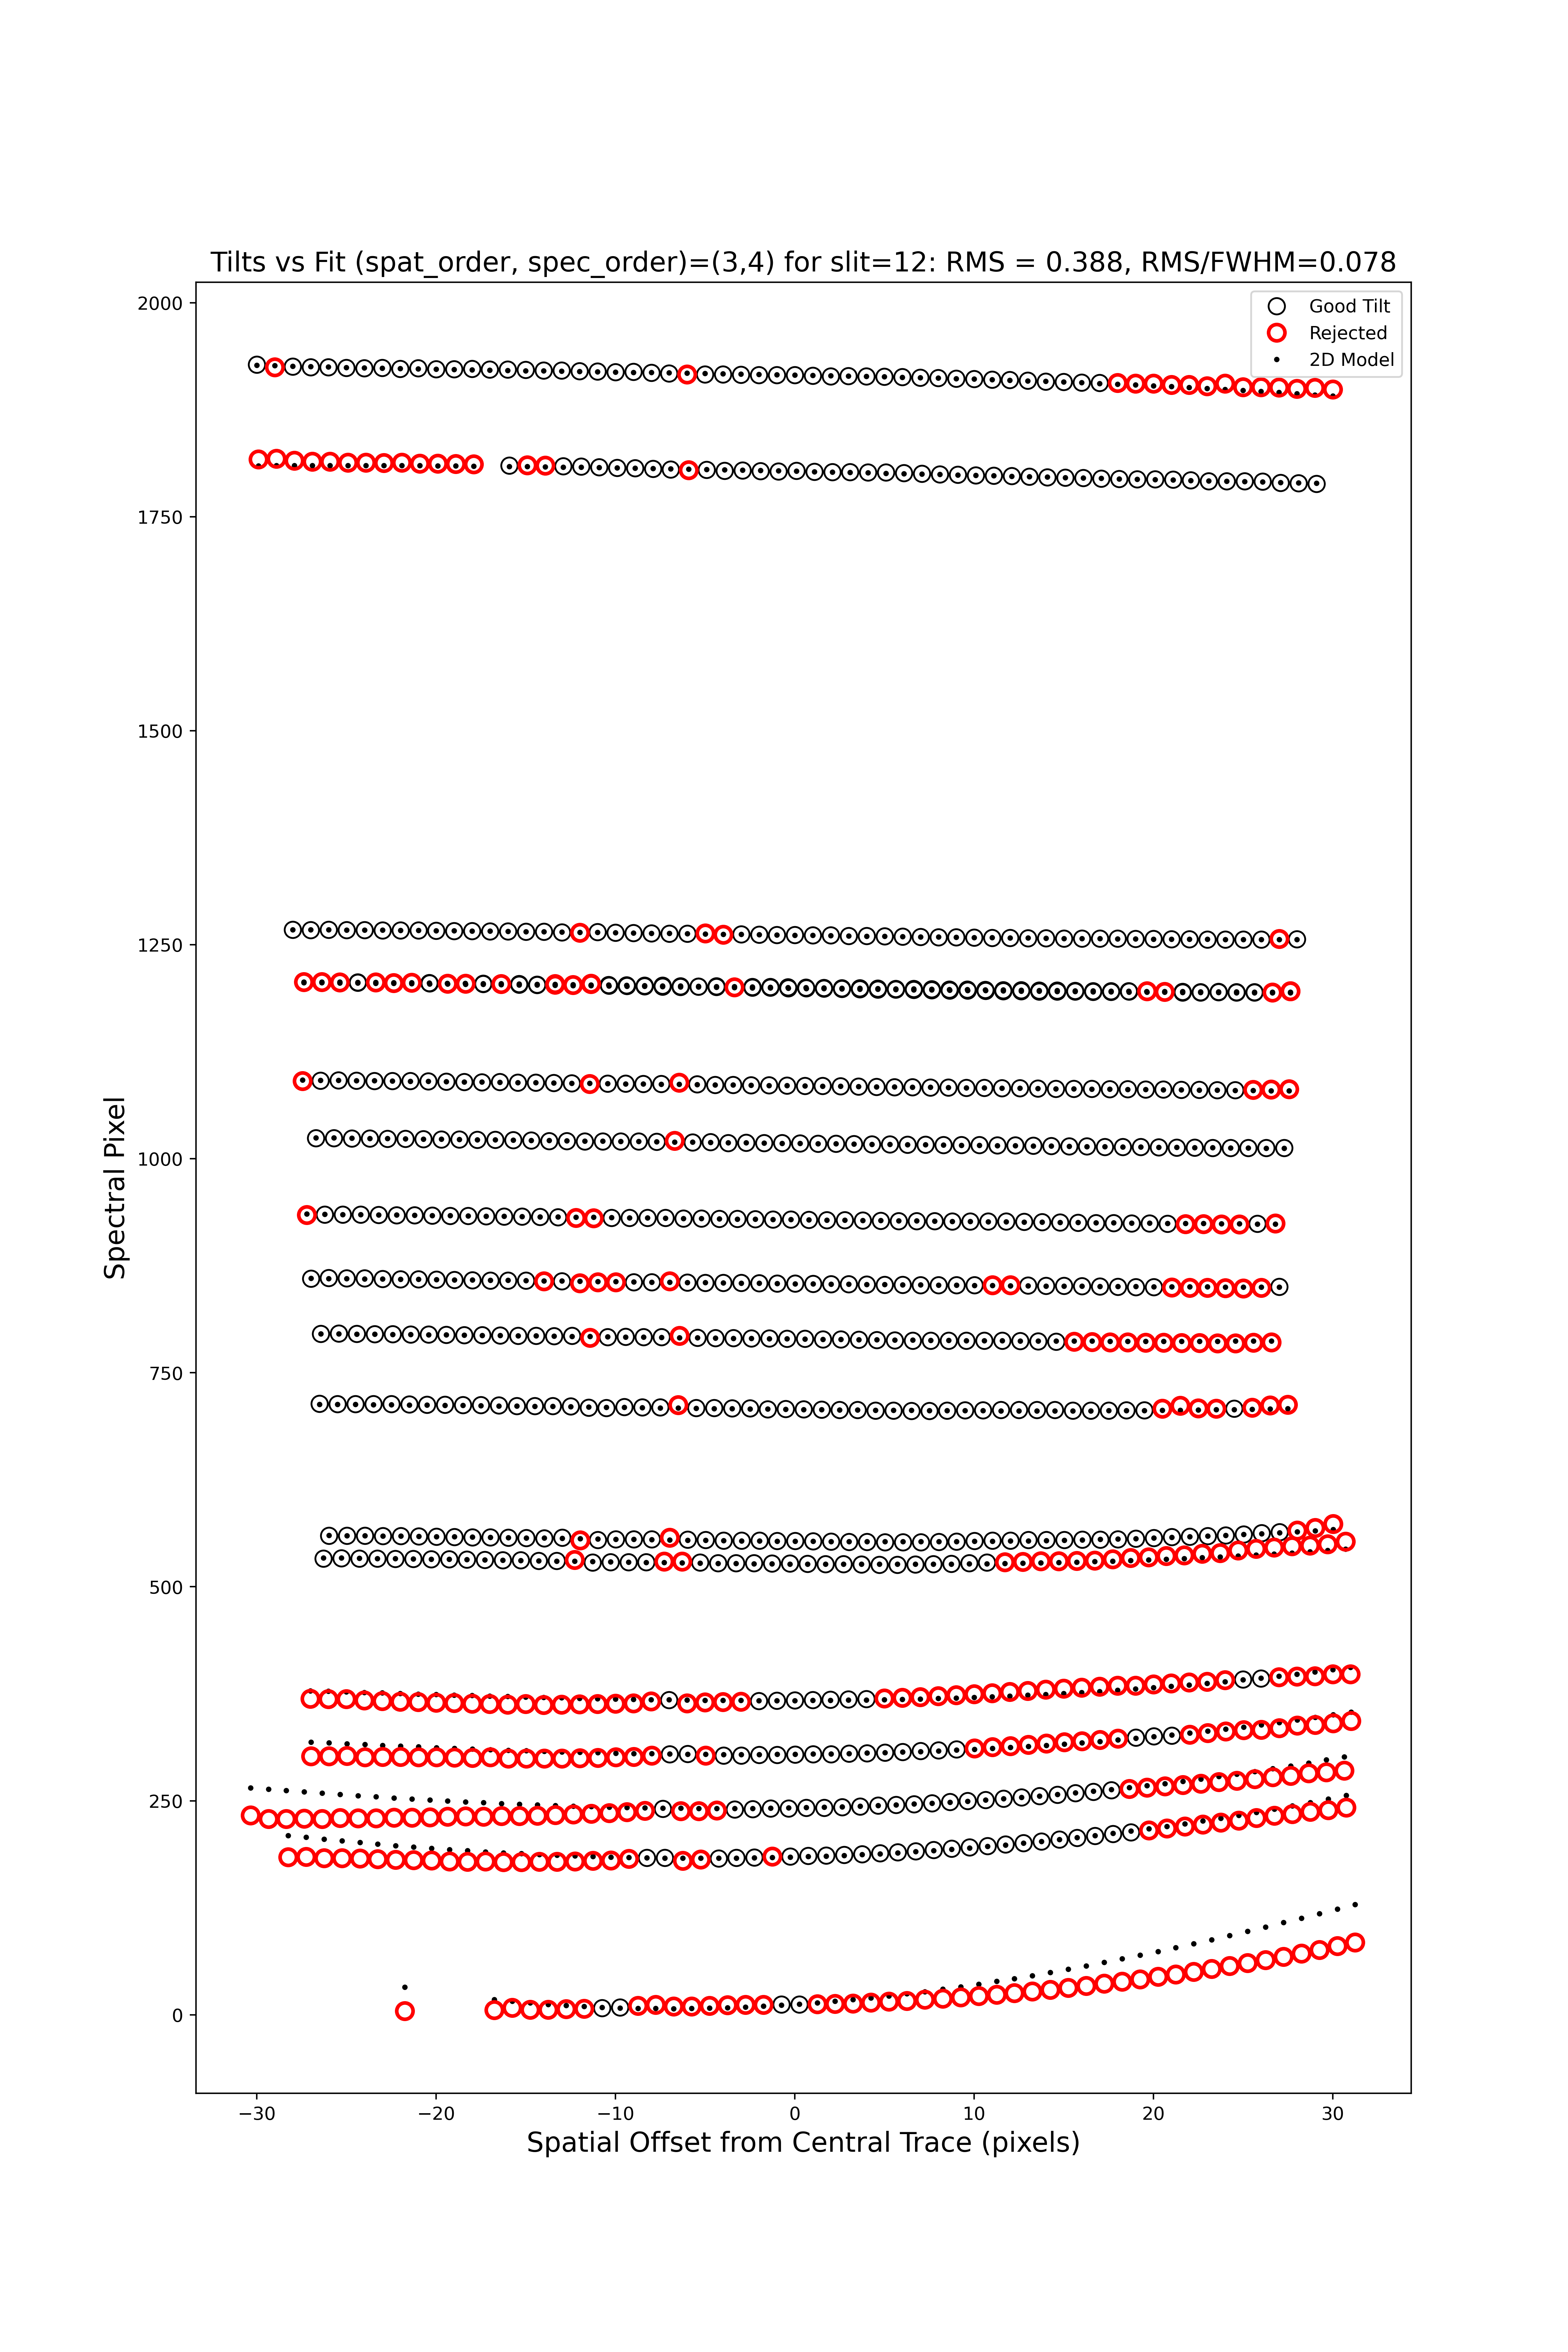 Tilts vs Fit (spat_order, spec_order)=(3,4) for slit=12: RMS = 0.388, RMS/FWHM=0.078
Good Tilt
Rejected
2D Model
2000
1750
1500
1250
1000
750
500
250
0
Spectral Pixel
−30
−20
−10
0
10
20
30
Spatial Offset from Central Trace (pixels)